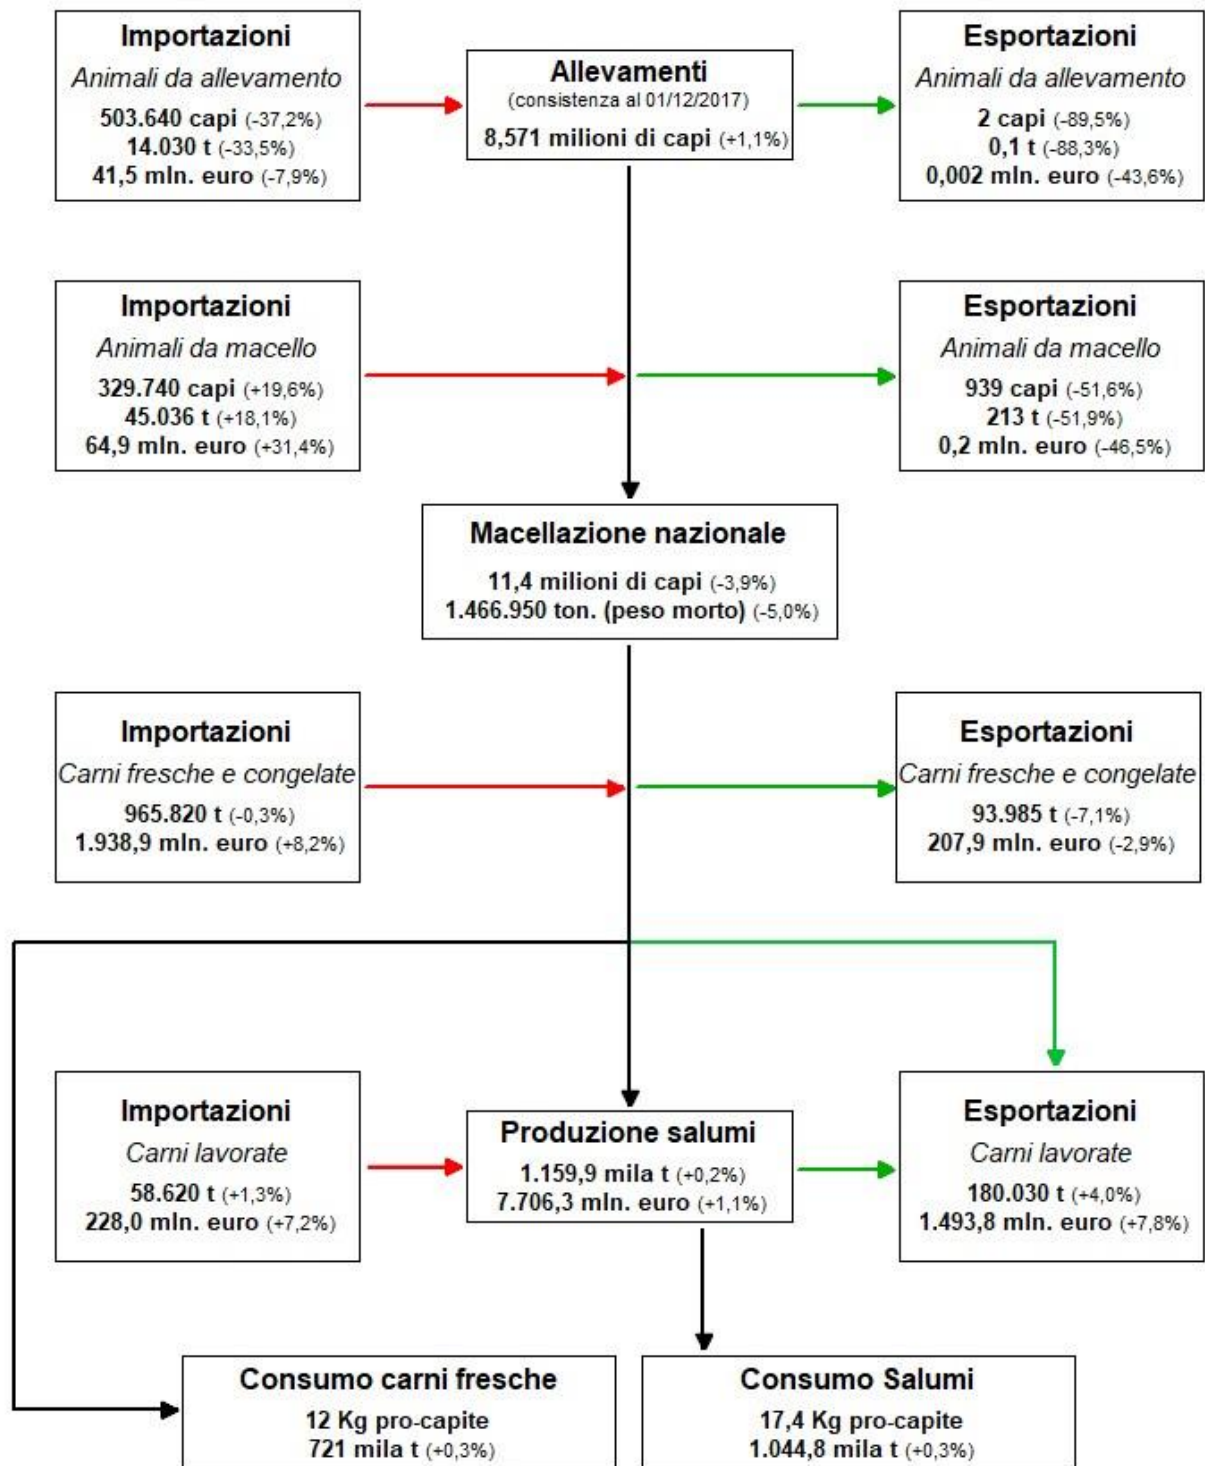 Importazioni
Animali da allevamento
503.640 capi (-37,2%)
14.030 t (-33,5%)
41,5 mln. euro (-7,9%)
Allevamenti
(consistenza al 01/12/2017)
8,571 milioni di capi (+1,1%)
Esportazioni
Animali da allevamento
2 capi (-89,5%)
0,1 t (-88,3%)
0,002 mln. euro (-43,6%)
Importazioni
Animali da macello
329.740 capi (+19,6%)
45.036 t (+18,1%)
64,9 mln. euro (+31,4%)
Esportazioni
Animali da macello
939 capi (-51,6%)
213 t (-51,9%)
0,2 mln. euro (-46,5%)
Macellazione nazionale
11,4 milioni di capi (-3,9%)
1.466.950 ton. (peso morto) (-5,0%)
Importazioni
Carni fresche e congelate
965.820 t (-0,3%)
1.938,9 mln. euro (+8,2%)
Esportazioni
Carni fresche e congelate
93.985 t (-7,1%)
207,9 mln. euro (-2,9%)
Importazioni
Carni lavorate
58.620 t (+1,3%)
228,0 mln. euro (+7,2%)
Produzione salumi
1.159,9 mila t (+0,2%)
7.706,3 mln. euro (+1,1%)
Esportazioni
Carni lavorate
180.030 t (+4,0%)
1.493,8 mln. euro (+7,8%)
Consumo carni fresche
12 Kg pro-capite
721 mila t (+0,3%)
Consumo Salumi
17,4 Kg pro-capite
1.044,8 mila t (+0,3%)